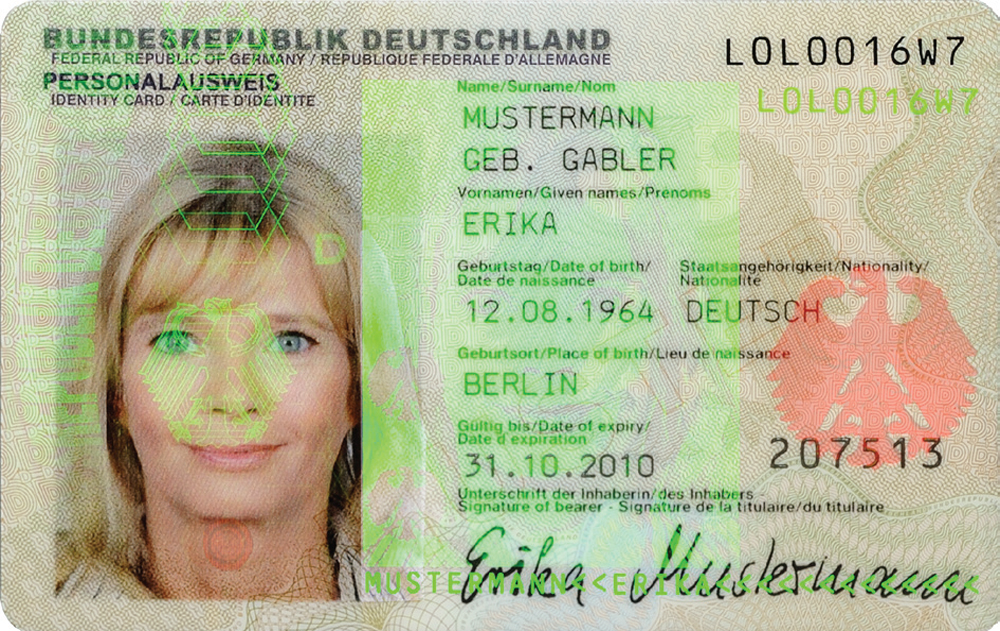 BUNDESREPUBLIK DEUTSCHLAND
FEDERAL REPUBLIC OF GERMANY / REPUBLIQUE FEDERALE D'ALLEMAGNE
PERSONALAUSWEIS
IDENTITY CARD / CARTE D'IDENTITE
L0L0016W7
L0L0016W7
Name/Surname/Nom
MUSTERMANN
GEB. GABLER
Vornamen/Given names/Prenoms
ERIKA
D
Geburtstag/Date of birth/
Date de naissance
Staatsangehörigkeit/Nationality/
Nationalite
12.08.1964 DEUTSCH
Geburtsort/Place of birth/Lieu de naissance
BERLIN
Gültig bis/Date of expiry/
Date d'expiration
31.10.2010
207513
Unterschrift der Inhaberin/des Inhabers -
Signature of bearer - Signature de la titulaire/du titulaire
Erika Mustermann
MUSTERMANN<<ERIKA<<<<<<<<<<<<<